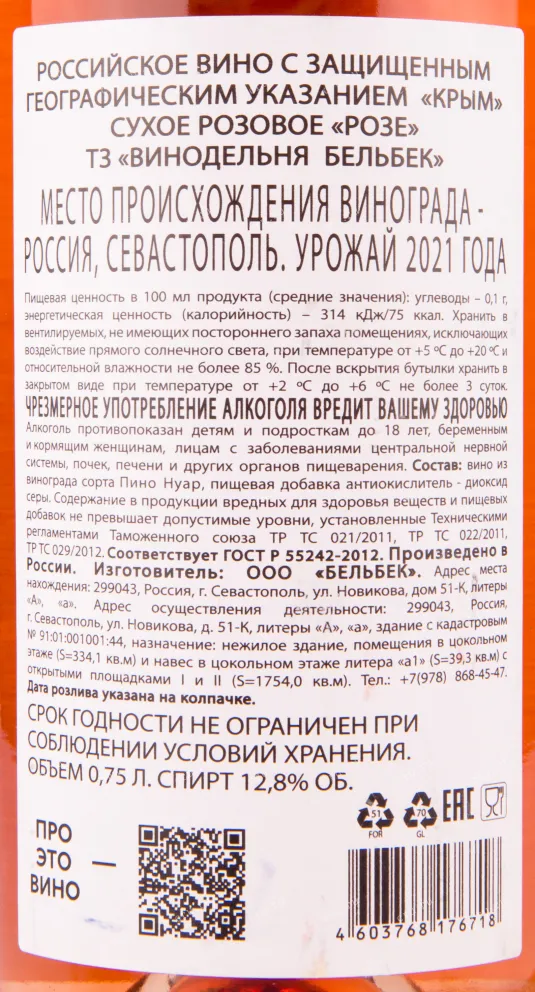 РОССИЙСКОЕ ВИНО С ЗАЩИЩЕННЫМ
ГЕОГРАФИЧЕСКИМ УКАЗАНИЕМ «КРЫМ»
СУХОЕ РОЗОВОЕ «РОЗЕ»
ТЗ «ВИНОДЕЛЬНЯ БЕЛЬБЕК»
МЕСТО ПРОИСХОЖДЕНИЯ ВИНОГРАДА -
РОССИЯ, СЕВАСТОПОЛЬ. УРОЖАЙ 2021 ГОДА
Пищевая ценность в 100 мл продукта (средние значения): углеводы – 0,1 г,
энергетическая ценность (калорийность) – 314 кДж/75 ккал. Хранить в
вентилируемых, не имеющих постороннего запаха помещениях, исключающих
воздействие прямого солнечного света, при температуре от +5 ºС до +20 ºС и
относительной влажности не более 85 %. После вскрытия бутылки хранить в
закрытом виде при температуре от +2 ºС до +6 ºС не более 3 суток.
ЧРЕЗМЕРНОЕ УПОТРЕБЛЕНИЕ АЛКОГОЛЯ ВРЕДИТ ВАШЕМУ ЗДОРОВЬЮ
Алкоголь противопоказан детям и подросткам до 18 лет, беременным
и кормящим женщинам, лицам с заболеваниями центральной нервной
системы, почек, печени и других органов пищеварения. Состав: вино из
винограда сорта Пино Нуар, пищевая добавка антиокислитель - диоксид
серы. Содержание в продукции вредных для здоровья веществ и пищевых
добавок не превышает допустимые уровни, установленные Техническими
регламентами Таможенного союза ТР ТС 021/2011, ТР ТС 022/2011,
ТР ТС 029/2012. Соответствует ГОСТ Р 55242-2012. Произведено в
России. Изготовитель: ООО «БЕЛЬБЕК». Адрес места
нахождения: 299043, Россия, г. Севастополь, ул. Новикова, дом 51-К, литеры
«А», «а». Адрес осуществления деятельности: 299043, Россия,
г. Севастополь, ул. Новикова, д. 51-К, литеры «А», «а», здание с кадастровым
№ 91:01:001001:44, назначение: нежилое здание, помещения в цокольном
этаже (S=334,1 кв.м) и навес в цокольном этаже литера «а1» (S=39,3 кв.м) с
открытыми площадками I и II (S=1754,0 кв.м). Тел.: +7(978) 868-45-47.
Дата розлива указана на колпачке.
СРОК ГОДНОСТИ НЕ ОГРАНИЧЕН ПРИ
СОБЛЮДЕНИИ УСЛОВИЙ ХРАНЕНИЯ.
ОБЪЕМ 0,75 Л. СПИРТ 12,8% ОБ.
51
FOR
70
GL
EAC
ПРО
ЭТО —
ВИНО
4 603768 176718